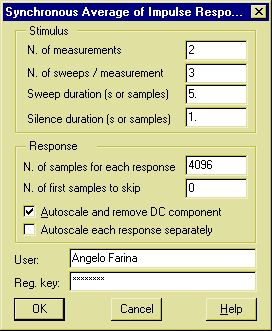 Synchronous Average of Impulse Respo...
Stimulus
N. of measurements 2
N. of sweeps / measurement 3
Sweep duration (s or samples) 5.
Silence duration (s or samples) 1.
Response
N. of samples for each response 4096
N. of first samples to skip 0
Autoscale and remove DC component
Autoscale each response separately
User: Angelo Farina
Reg. key: ********
OK Cancel Help